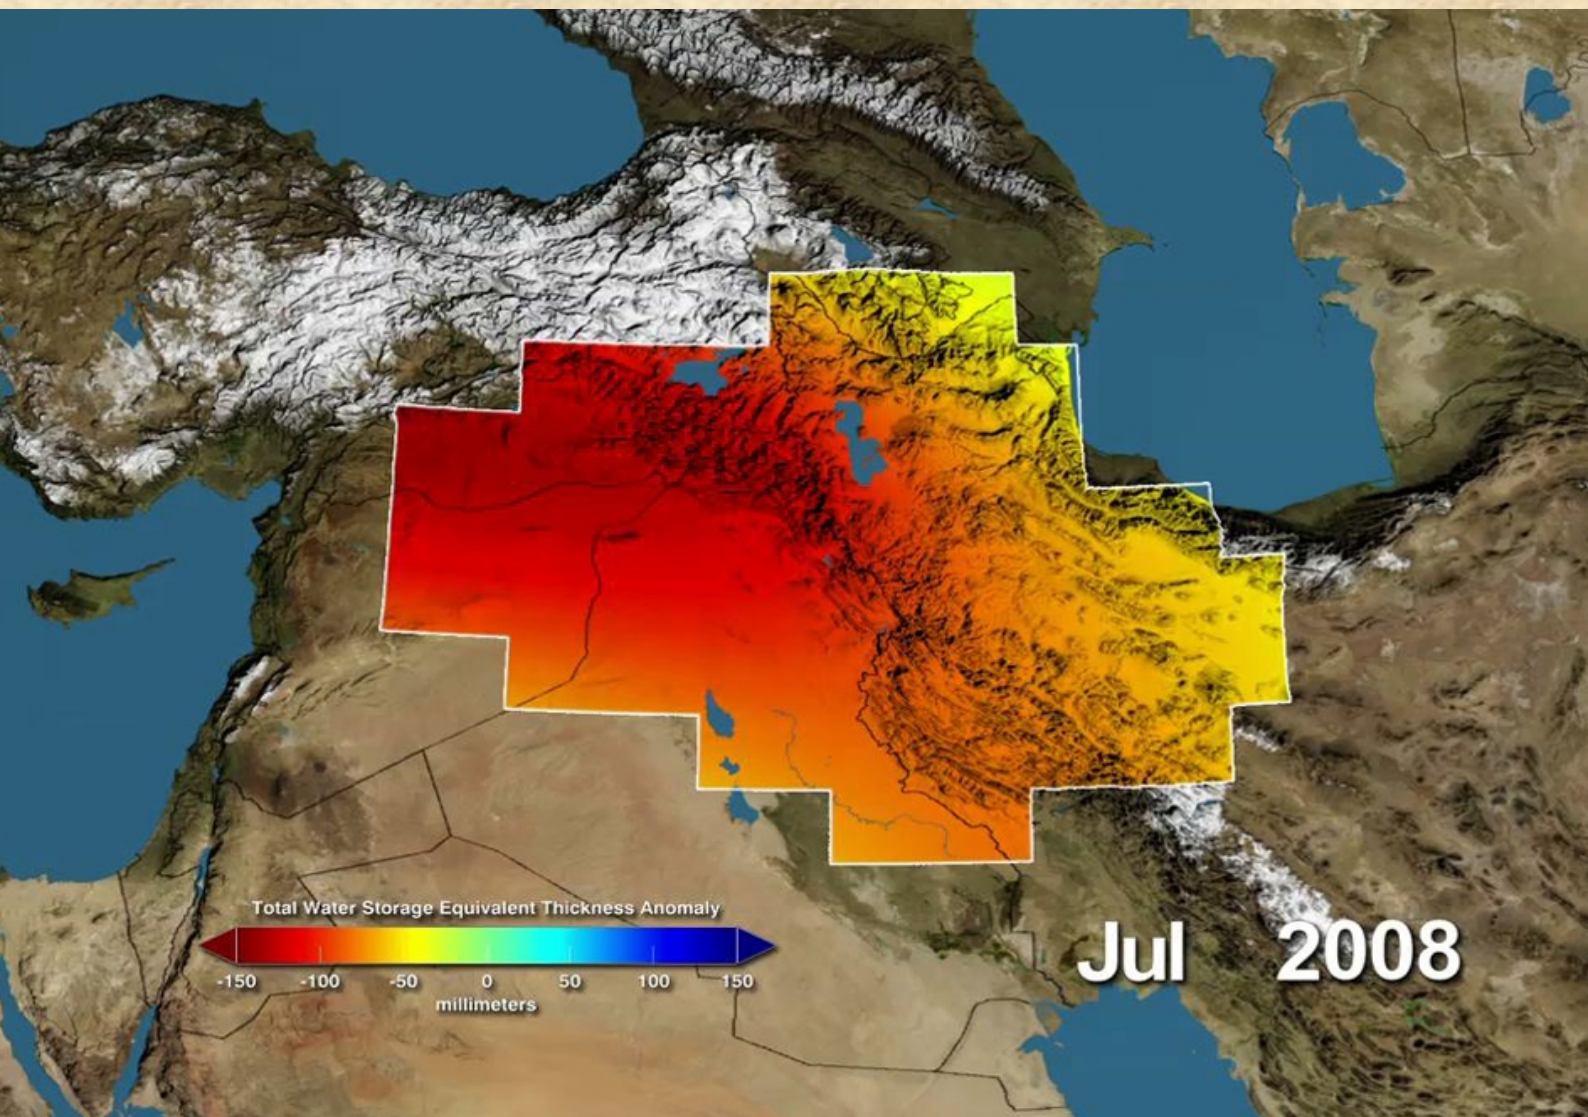 Total Water Storage Equivalent Thickness Anomaly
-150 -100 -50 0 50 100 150
millimeters
Jul 2008